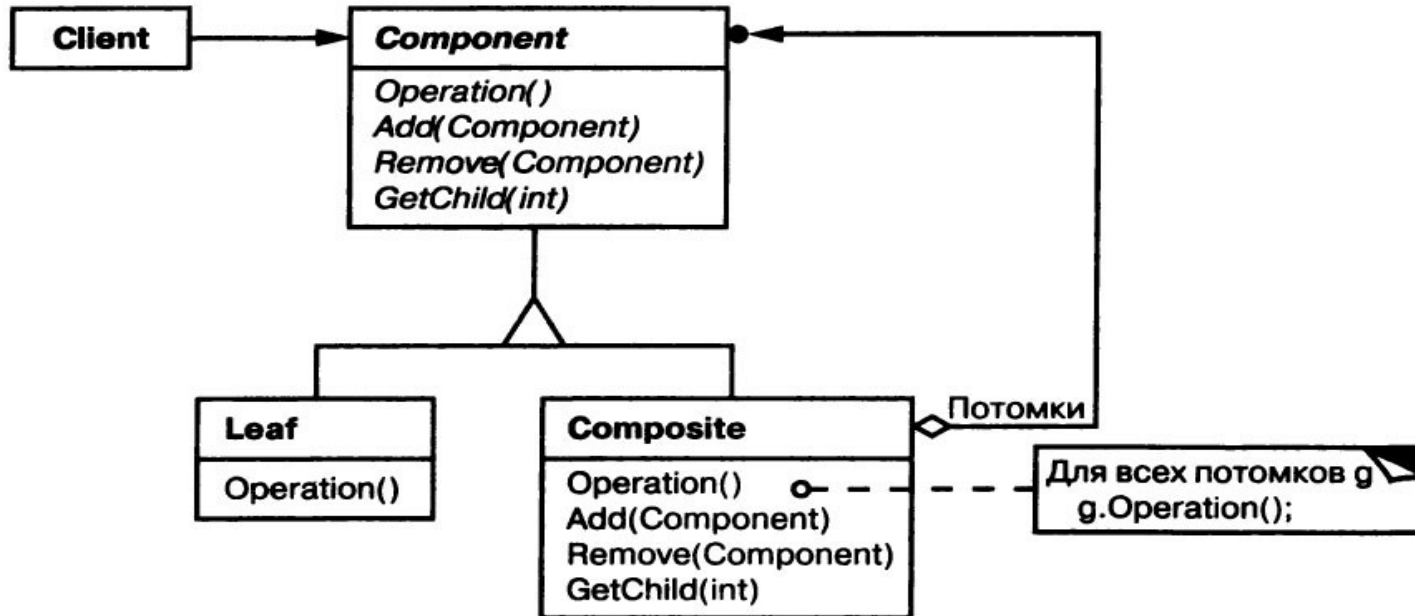 Client
Component
Operation()
Add(Component)
Remove(Component)
GetChild(int)
Leaf
Operation()
Composite
Operation()
Add(Component)
Remove(Component)
GetChild(int)
Потомки
Для всех потомков g
g.Operation();